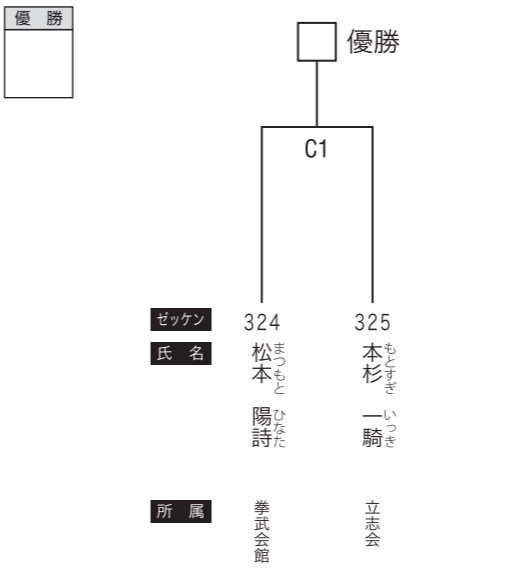 優 勝
優勝
C1
ゼッケン
324
325
氏 名
松本 陽詩
まつもと ひなた
本杉 一騎
もとすぎ いっき
所 属
拳武会館
立志会